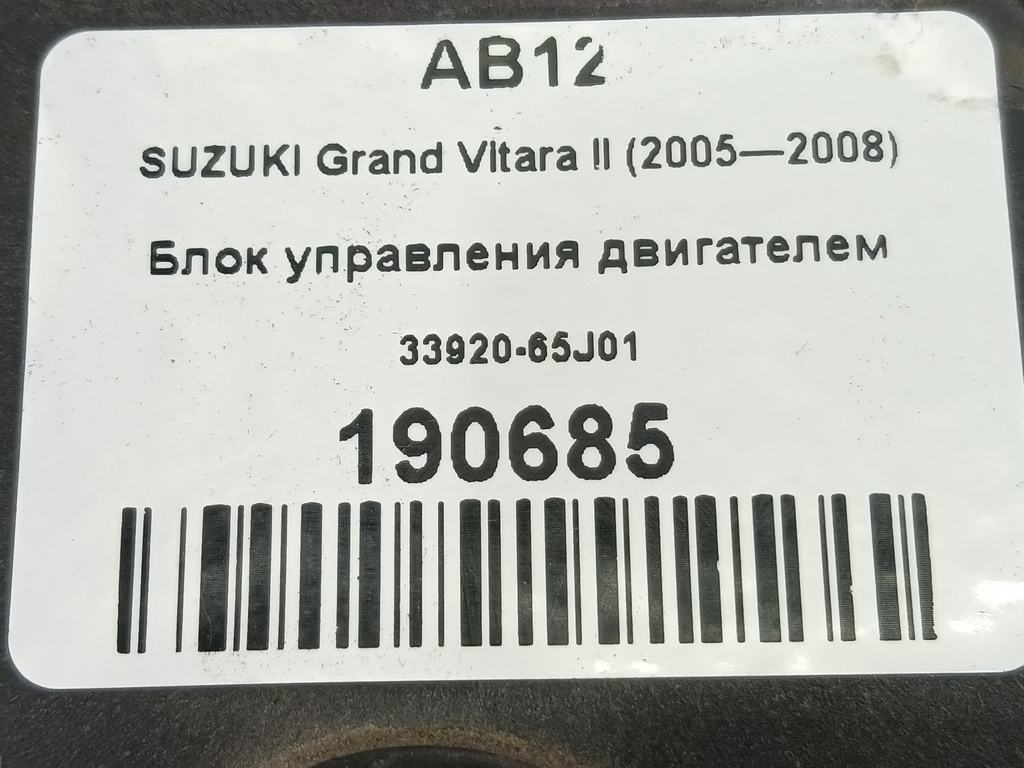 AB12
SUZUKI Grand Vitara II (2005—2008)
Блок управления двигателем
33920-65J01
190685